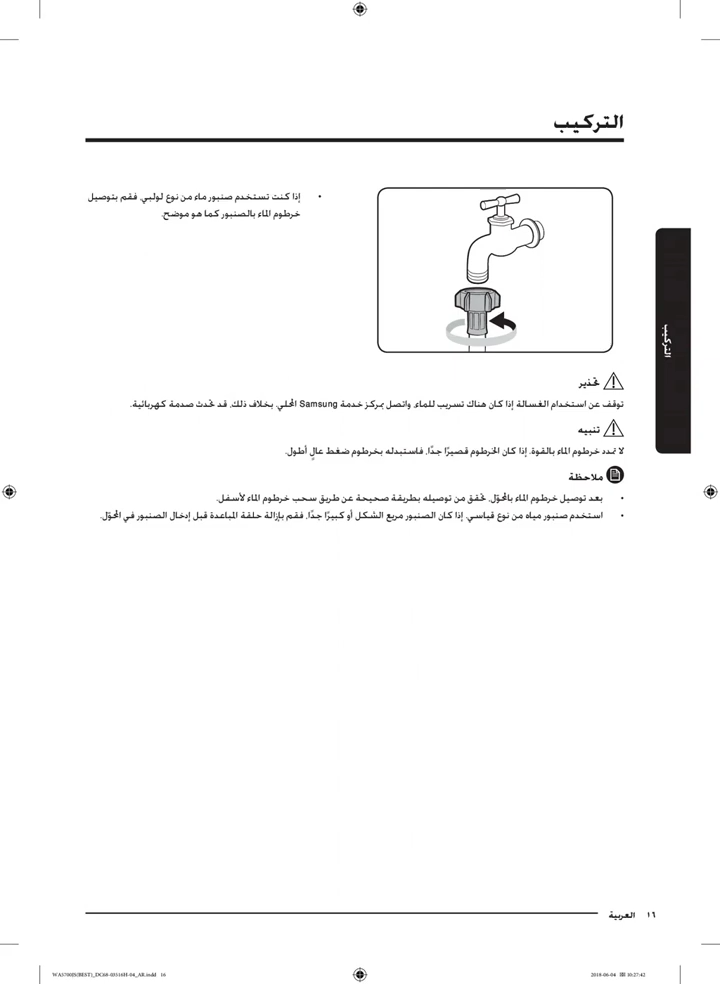 التركيب
• إذا كنت تستخدم صنبور ماء من نوع لولبي، فقم بتوصيل
خرطوم الماء بالصنبور كما هو موضح.
التركيب
تحذير
توقف عن استخدام الغسالة إذا كان هناك تسريب للماء، واتصل بمركز خدمة Samsung المحلي. بخلاف ذلك، قد تحدث صدمة كهربائية.
تنبيه
لا تمدد خرطوم الماء بالقوة. إذا كان الخرطوم قصيرًا جدًا، فاستبدله بخرطوم ضغط عالٍ أطول.
ملاحظة
• بعد توصيل خرطوم الماء بالمحوّل، تحقق من توصيله بطريقة صحيحة عن طريق سحب خرطوم الماء لأسفل.
• استخدم صنبور مياه من نوع قياسي. إذا كان الصنبور مربع الشكل أو كبيرًا جدًا، فقم بإزالة حلقة المباعدة قبل إدخال الصنبور في المحوّل.
١٦ العربية
WA5700JS(BEST)_DC68-03316H-04_AR.indd 16
2018-06-04 10:27:42